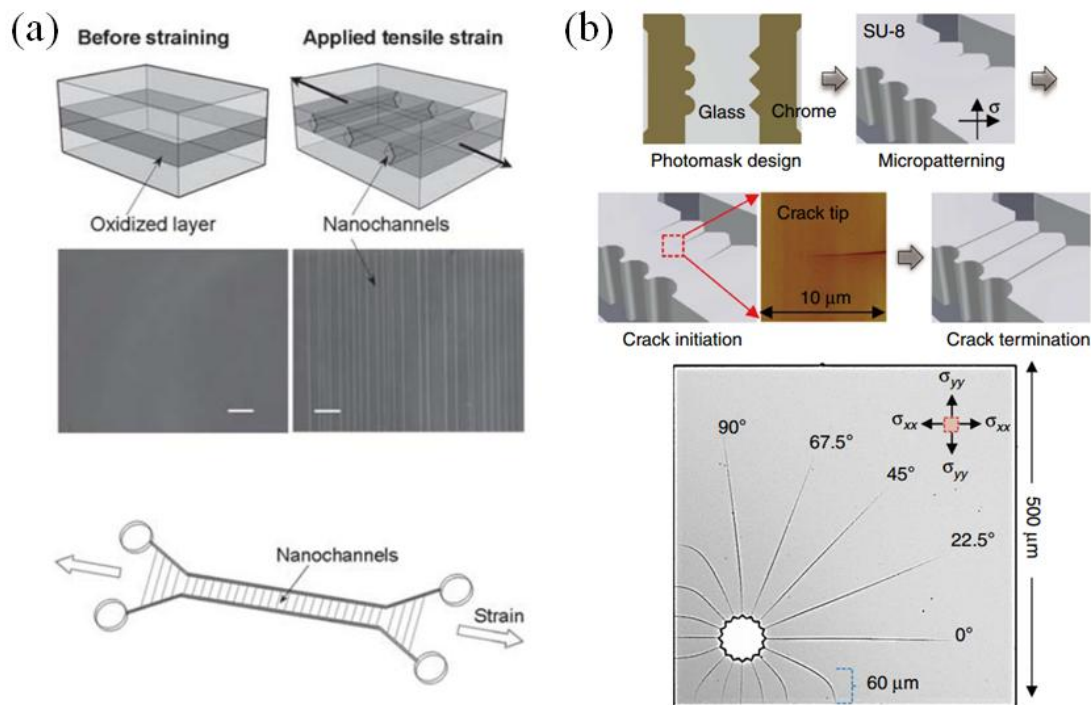 (a)
Before straining
Applied tensile strain
Oxidized layer
Nanochannels
Nanochannels
Strain
(b)
Glass
Chrome
Photomask design
SU-8
σ
Micropatterning
Crack tip
10 μm
Crack initiation
Crack termination
90°
67.5°
45°
22.5°
0°
σyy
σxx
σxx
σyy
60 μm
500 μm